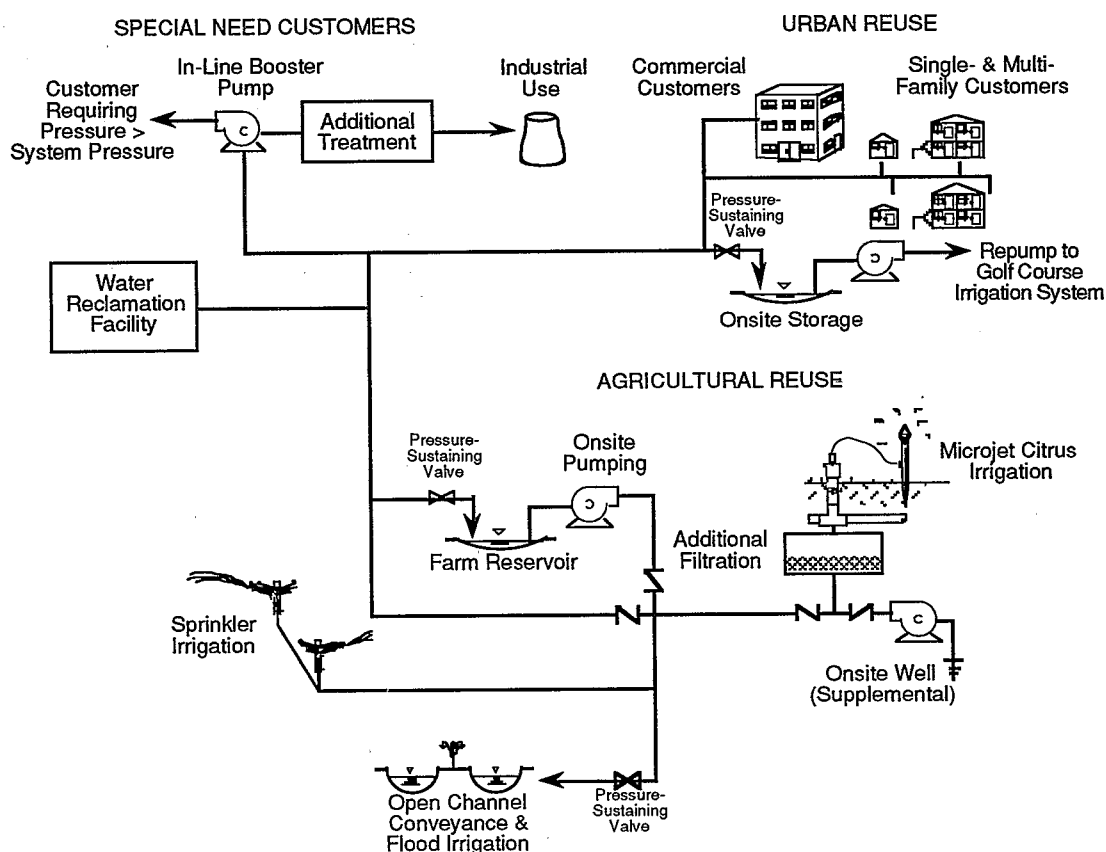 SPECIAL NEED CUSTOMERS
URBAN REUSE
Customer
Requiring
Pressure >
System Pressure
In-Line Booster
Pump
C
Additional
Treatment
Industrial
Use
Commercial
Customers
Single- & Multi-
Family Customers
Pressure-
Sustaining
Valve
Onsite Storage
C
Repump to
Golf Course
Irrigation System
Water
Reclamation
Facility
AGRICULTURAL REUSE
Pressure-
Sustaining
Valve
Farm Reservoir
Onsite
Pumping
C
Microjet Citrus
Irrigation
Additional
Filtration
C
Onsite Well
(Supplemental)
Sprinkler
Irrigation
Open Channel
Conveyance &
Flood Irrigation
Pressure-
Sustaining
Valve